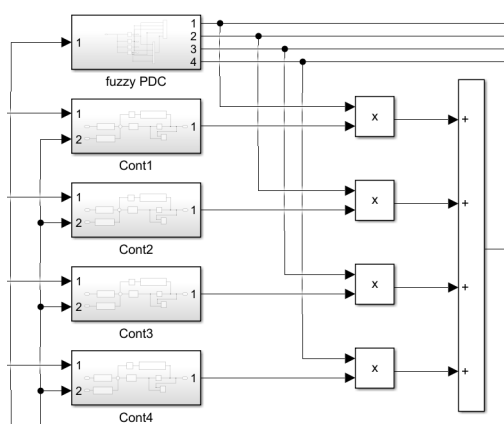 1 1
2
3
4
fuzzy PDC
1
2 1
Cont1
x +
1
2 1
Cont2
x +
1
2 1
Cont3
x +
1
2 1
Cont4
x +